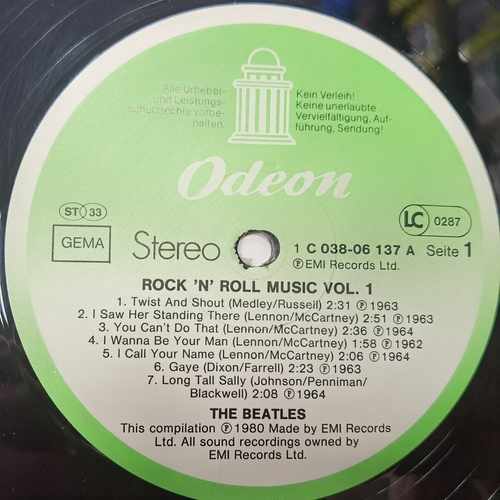 Alle Urheber-
und Leistungs-
schutzrechte vorbe-
halten.
Kein Verleih!
Keine unerlaubte
Vervielfältigung, Auf-
führung, Sendung!
Odeon
ST 33
GEMA
Stereo
LC 0287
1 C 038-06 137 A Seite 1
Ⓟ EMI Records Ltd.
ROCK 'N' ROLL MUSIC VOL. 1
1. Twist And Shout (Medley/Russell) 2:31 Ⓟ 1963
2. I Saw Her Standing There (Lennon/McCartney) 2:51 Ⓟ 1963
3. You Can't Do That (Lennon/McCartney) 2:36 Ⓟ 1964
4. I Wanna Be Your Man (Lennon/McCartney) 1:58 Ⓟ 1962
5. I Call Your Name (Lennon/McCartney) 2:06 Ⓟ 1964
6. Gaye (Dixon/Farrell) 2:23 Ⓟ 1963
7. Long Tall Sally (Johnson/Penniman/
Blackwell) 2:08 Ⓟ 1964
THE BEATLES
This compilation Ⓟ 1980 Made by EMI Records
Ltd. All sound recordings owned by
EMI Records Ltd.